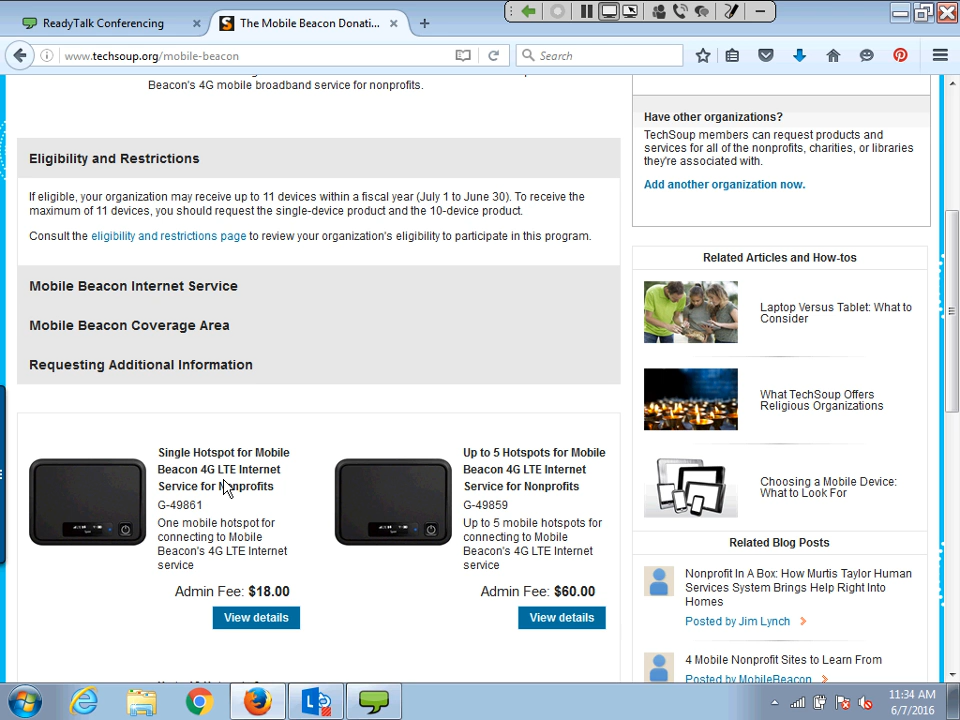 ReadyTalk Conferencing
The Mobile Beacon Donati...
www.techsoup.org/mobile-beacon
Search
Beacon's 4G mobile broadband service for nonprofits.
Eligibility and Restrictions
If eligible, your organization may receive up to 11 devices within a fiscal year (July 1 to June 30). To receive the
maximum of 11 devices, you should request the single-device product and the 10-device product.
Consult the eligibility and restrictions page to review your organization's eligibility to participate in this program.
Mobile Beacon Internet Service
Mobile Beacon Coverage Area
Requesting Additional Information
Single Hotspot for Mobile
Beacon 4G LTE Internet
Service for Nonprofits
G-49861
One mobile hotspot for
connecting to Mobile
Beacon's 4G LTE Internet
service
Admin Fee: $18.00
View details
Up to 5 Hotspots for Mobile
Beacon 4G LTE Internet
Service for Nonprofits
G-49859
Up to 5 mobile hotspots for
connecting to Mobile
Beacon's 4G LTE Internet
service
Admin Fee: $60.00
View details
Have other organizations?
TechSoup members can request products and
services for all of the nonprofits, charities, or libraries
they're associated with.
Add another organization now.
Related Articles and How-tos
Laptop Versus Tablet: What to
Consider
What TechSoup Offers
Religious Organizations
Choosing a Mobile Device:
What to Look For
Related Blog Posts
Nonprofit In A Box: How Murtis Taylor Human
Services System Brings Help Right Into
Homes
Posted by Jim Lynch
4 Mobile Nonprofit Sites to Learn From
Posted by MobileBeacon
11:34 AM
6/7/2016